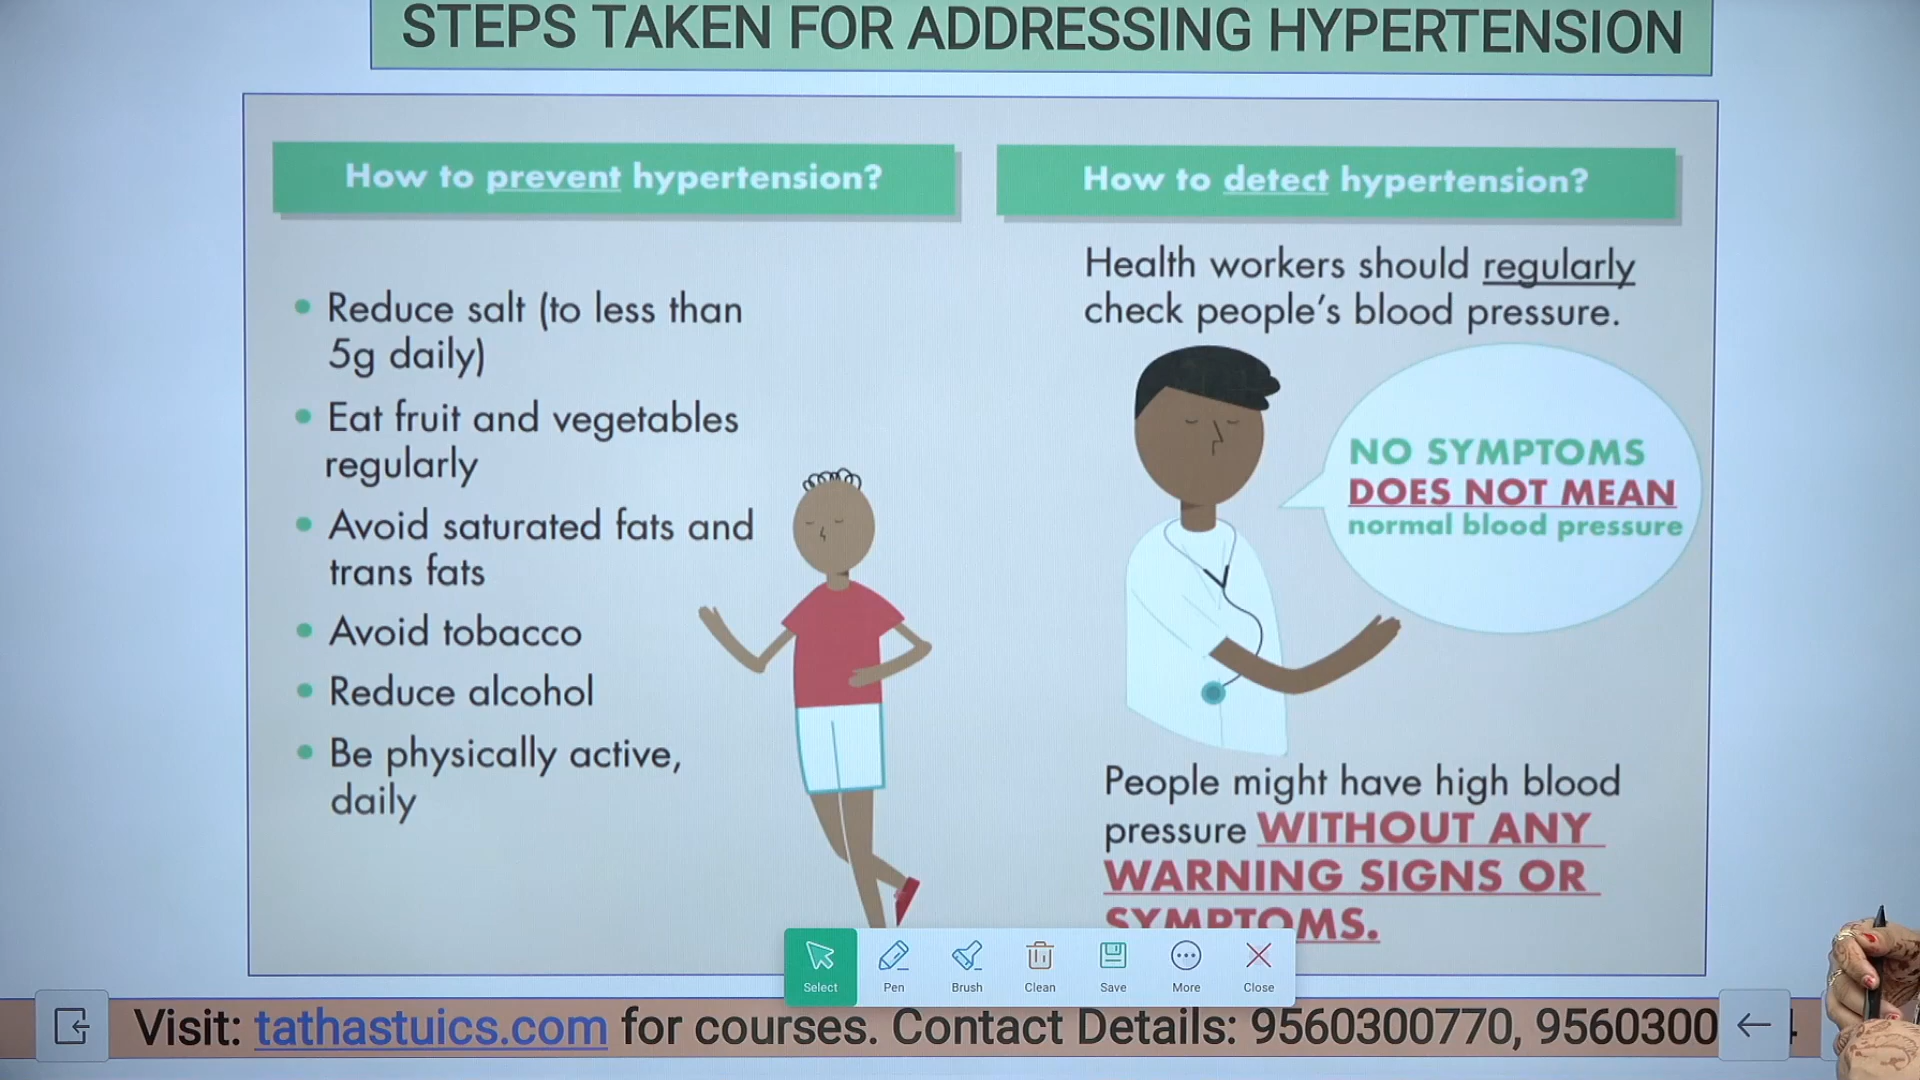 STEPS TAKEN FOR ADDRESSING HYPERTENSION
How to prevent hypertension?
Reduce salt (to less than
5g daily)
Eat fruit and vegetables
regularly
Avoid saturated fats and
trans fats
Avoid tobacco
Reduce alcohol
Be physically active,
daily
How to detect hypertension?
Health workers should regularly
check people's blood pressure.
NO SYMPTOMS
DOES NOT MEAN
normal blood pressure
People might have high blood
pressure WITHOUT ANY
WARNING SIGNS OR
SYMPTOMS.
Select Pen Brush Clean Save More Close
Visit: tathastuics.com for courses. Contact Details: 9560300770, 9560300